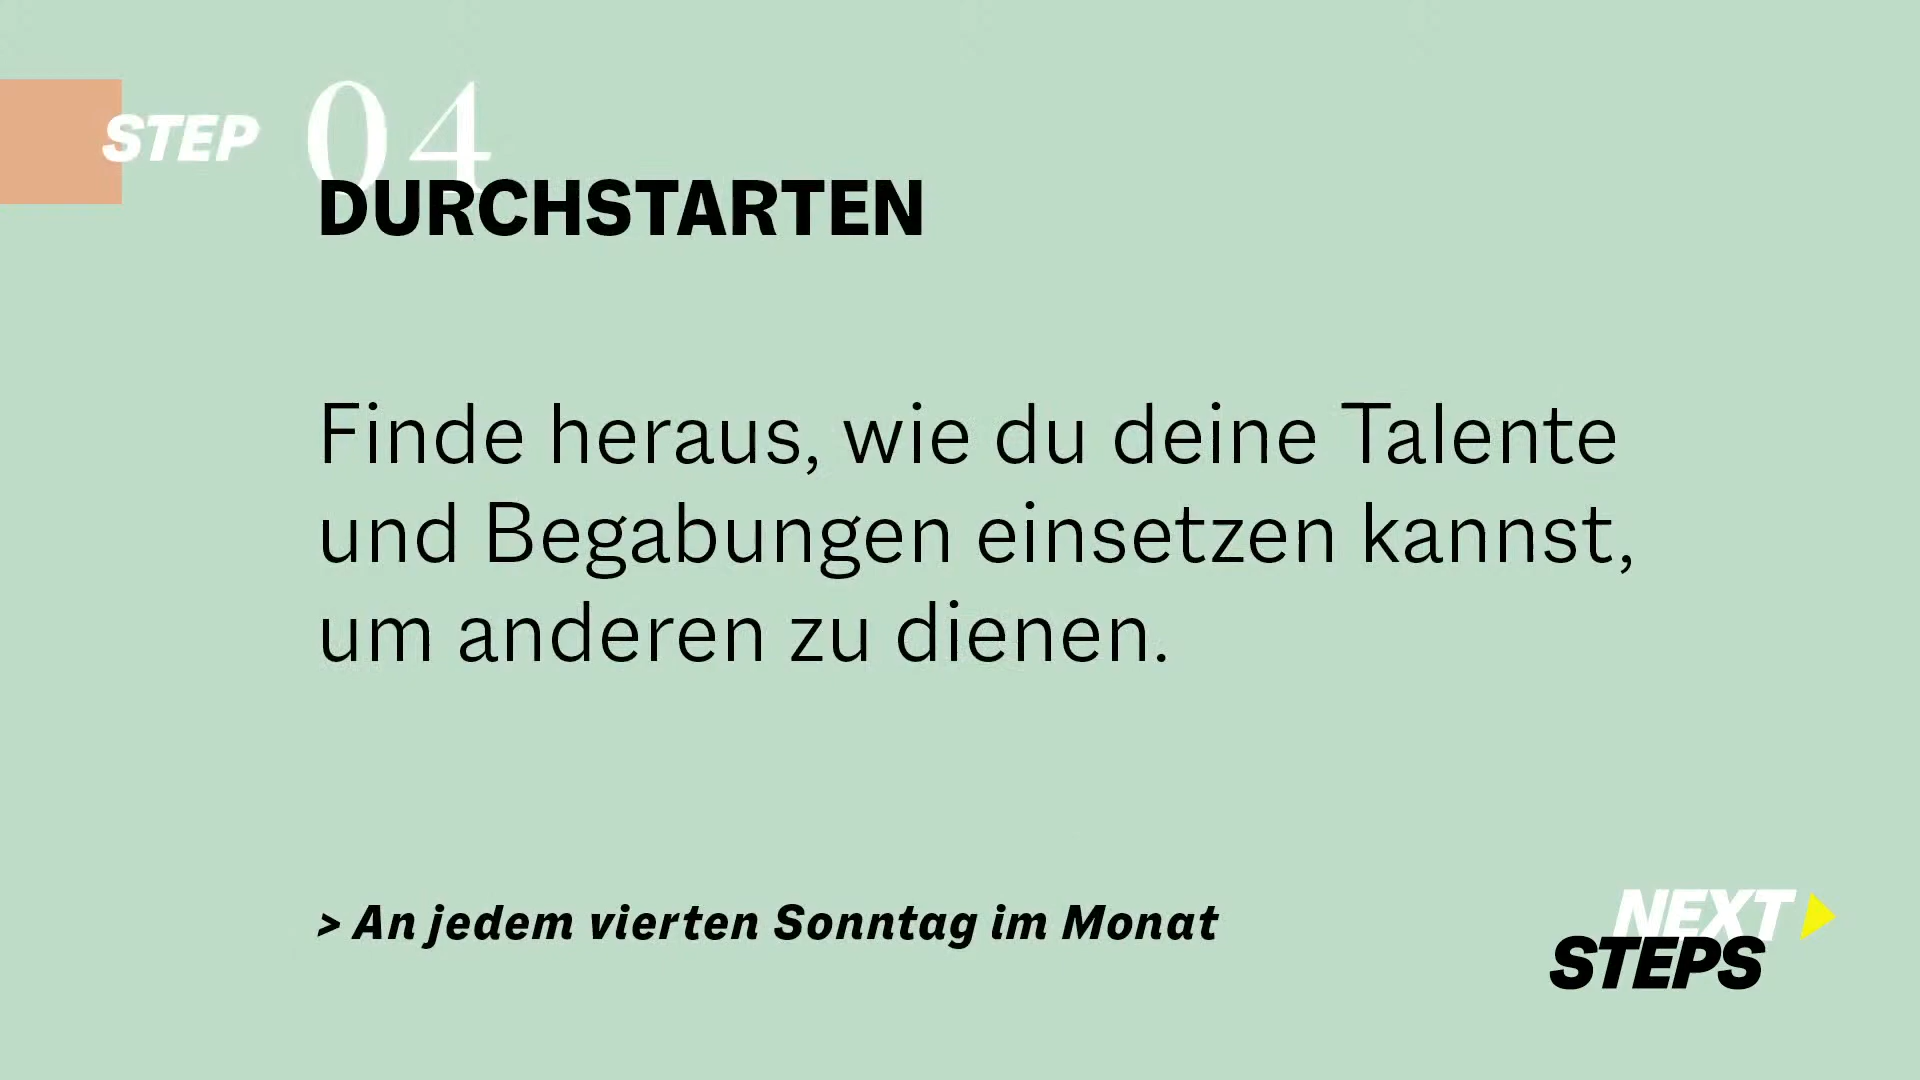 STEP 04
DURCHSTARTEN
Finde heraus, wie du deine Talente
und Begabungen einsetzen kannst,
um anderen zu dienen.
> An jedem vierten Sonntag im Monat
NEXT
STEPS